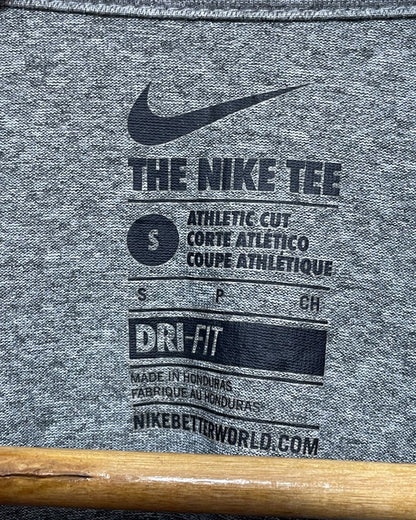 THE NIKE TEE
S
ATHLETIC CUT
CORTE ATLÉTICO
COUPE ATHLÉTIQUE
S P CH
DRI-FIT
MADE IN HONDURAS
FABRIQUE AU HONDURAS
NIKEBETTERWORLD.COM